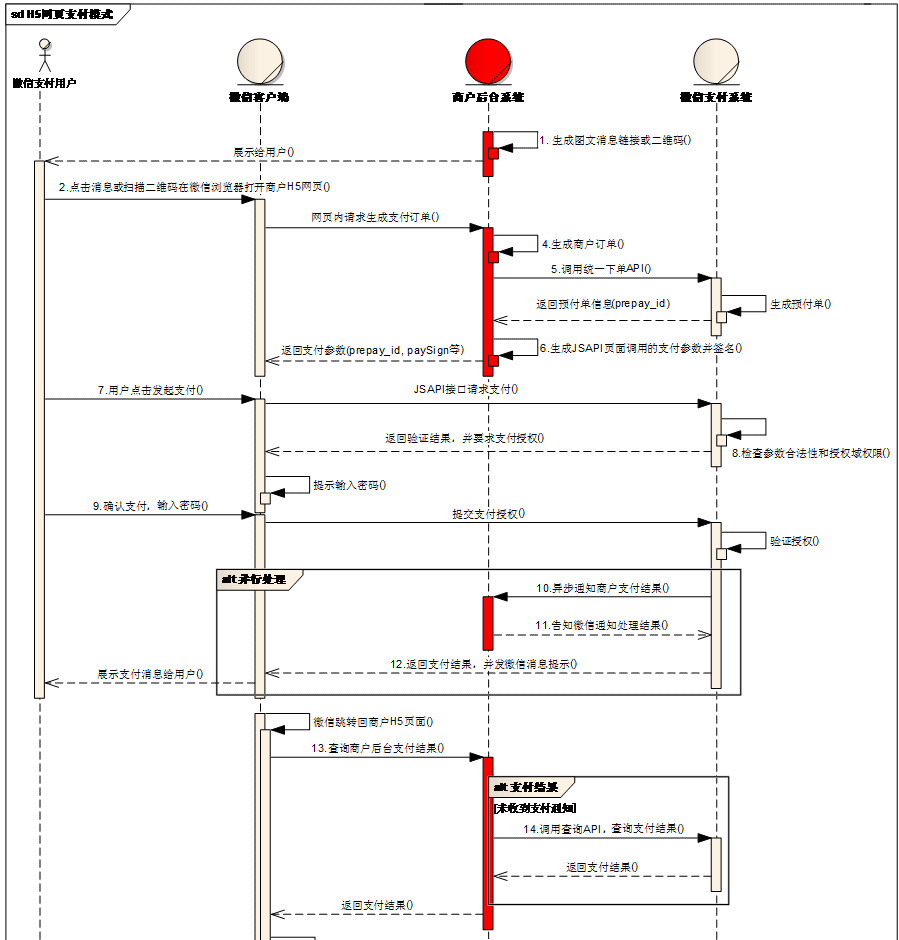 sd H5网页支付模式
微信支付用户
微信客户端
商户后台系统
微信支付系统
1. 生成图文消息链接或二维码()
展示给用户()
2.点击消息或扫描二维码在微信浏览器打开商户H5网页()
网页内请求生成支付订单()
4.生成商户订单()
5.调用统一下单API()
返回预付单信息(prepay_id)
生成预付单()
6.生成JSAPI页面调用的支付参数并签名()
返回支付参数(prepay_id, paySign等)
7.用户点击发起支付()
JSAPI接口请求支付()
返回验证结果，并要求支付授权()
8.检查参数合法性和授权域权限()
提示输入密码()
9.确认支付，输入密码()
提交支付授权()
验证授权()
alt 并行处理
10.异步通知商户支付结果()
11.告知微信通知处理结果()
12.返回支付结果，并发微信消息提示()
展示支付消息给用户()
微信跳转回商户H5页面()
13.查询商户后台支付结果()
alt 支付结果
[未收到支付通知]
14.调用查询API，查询支付结果()
返回支付结果()
返回支付结果()